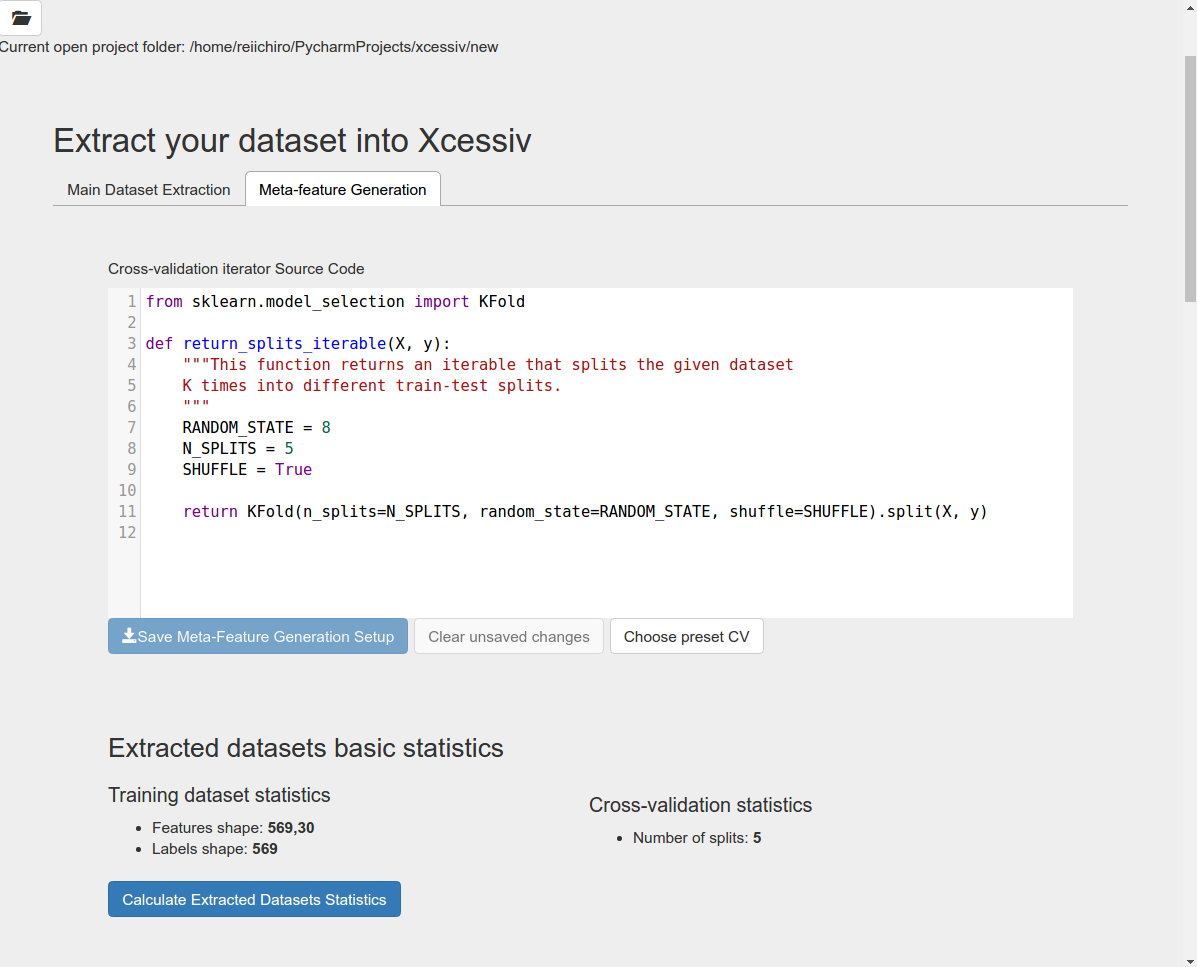 Current open project folder: /home/reiichiro/PycharmProjects/xcessiv/new
Extract your dataset into Xcessiv
Main Dataset Extraction
Meta-feature Generation
Cross-validation iterator Source Code
1 from sklearn.model_selection import KFold
2
3 def return_splits_iterable(X, y):
4     """This function returns an iterable that splits the given dataset
5     K times into different train-test splits.
6     """
7     RANDOM_STATE = 8
8     N_SPLITS = 5
9     SHUFFLE = True
10
11     return KFold(n_splits=N_SPLITS, random_state=RANDOM_STATE, shuffle=SHUFFLE).split(X, y)
12
Save Meta-Feature Generation Setup
Clear unsaved changes
Choose preset CV
Extracted datasets basic statistics
Training dataset statistics
• Features shape: 569,30
• Labels shape: 569
Cross-validation statistics
• Number of splits: 5
Calculate Extracted Datasets Statistics